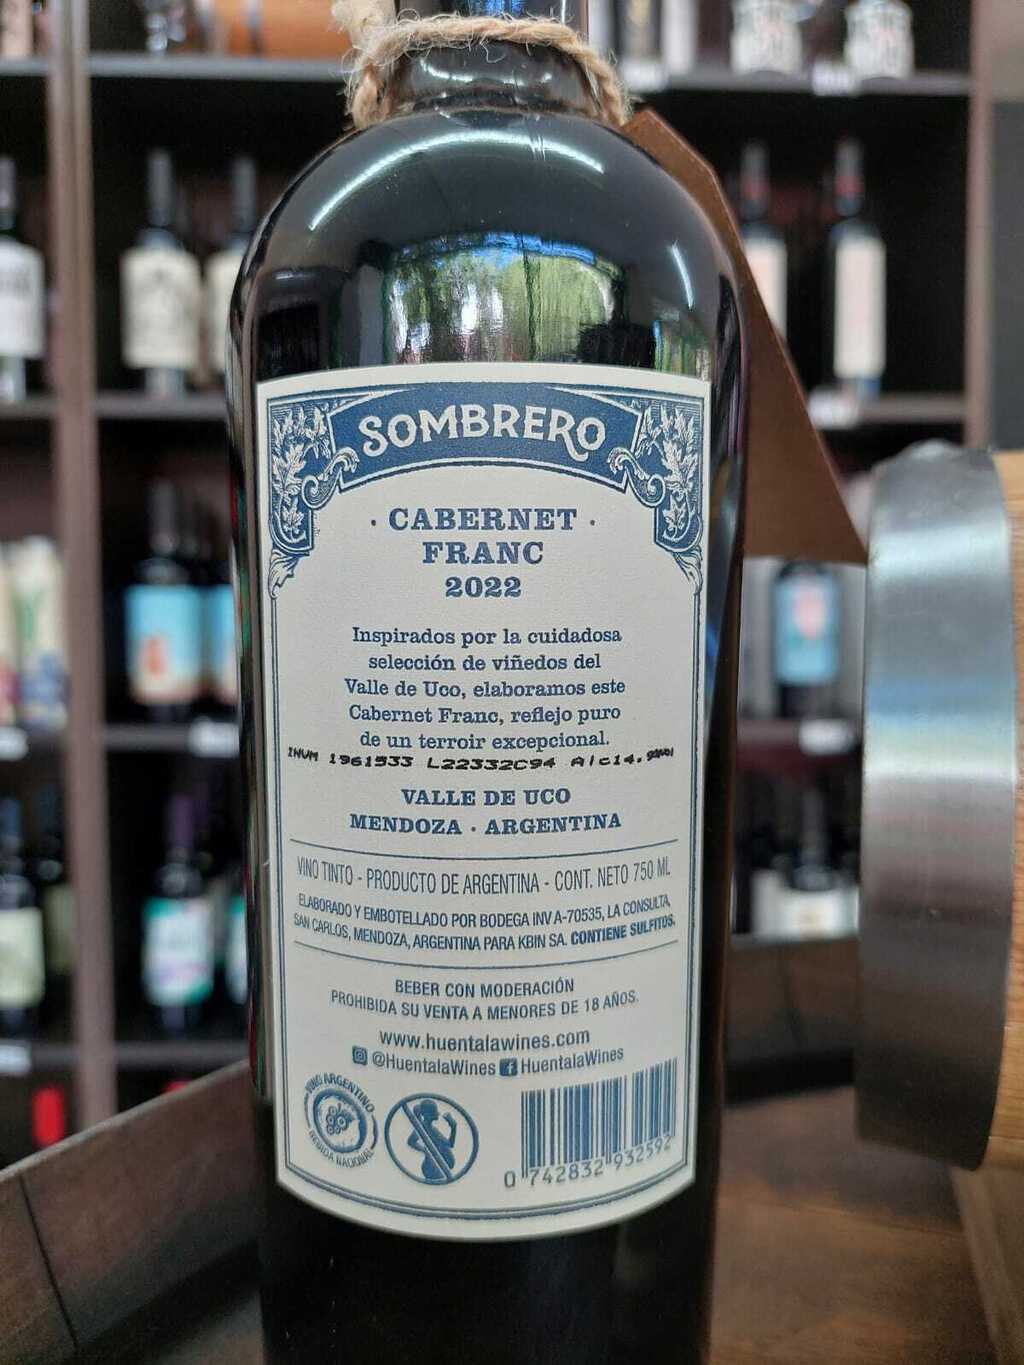 SOMBRERO
· CABERNET ·
FRANC
2022
Inspirados por la cuidadosa
selección de viñedos del
Valle de Uco, elaboramos este
Cabernet Franc, reflejo puro
de un terroir excepcional.
INUM 1961533 L22332C94 A/c14.
VALLE DE UCO
MENDOZA · ARGENTINA
VINO TINTO - PRODUCTO DE ARGENTINA - CONT. NETO 750 ML
ELABORADO Y EMBOTELLADO POR BODEGA INV A-70535, LA CONSULTA,
SAN CARLOS, MENDOZA, ARGENTINA PARA KBIN SA. CONTIENE SULFITOS.
BEBER CON MODERACIÓN
PROHIBIDA SU VENTA A MENORES DE 18 AÑOS.
www.huentalawines.com
@HuentalaWines HuentalaWines
VINO ARGENTINO
BEBIDA NACIONAL
0 742832 932592